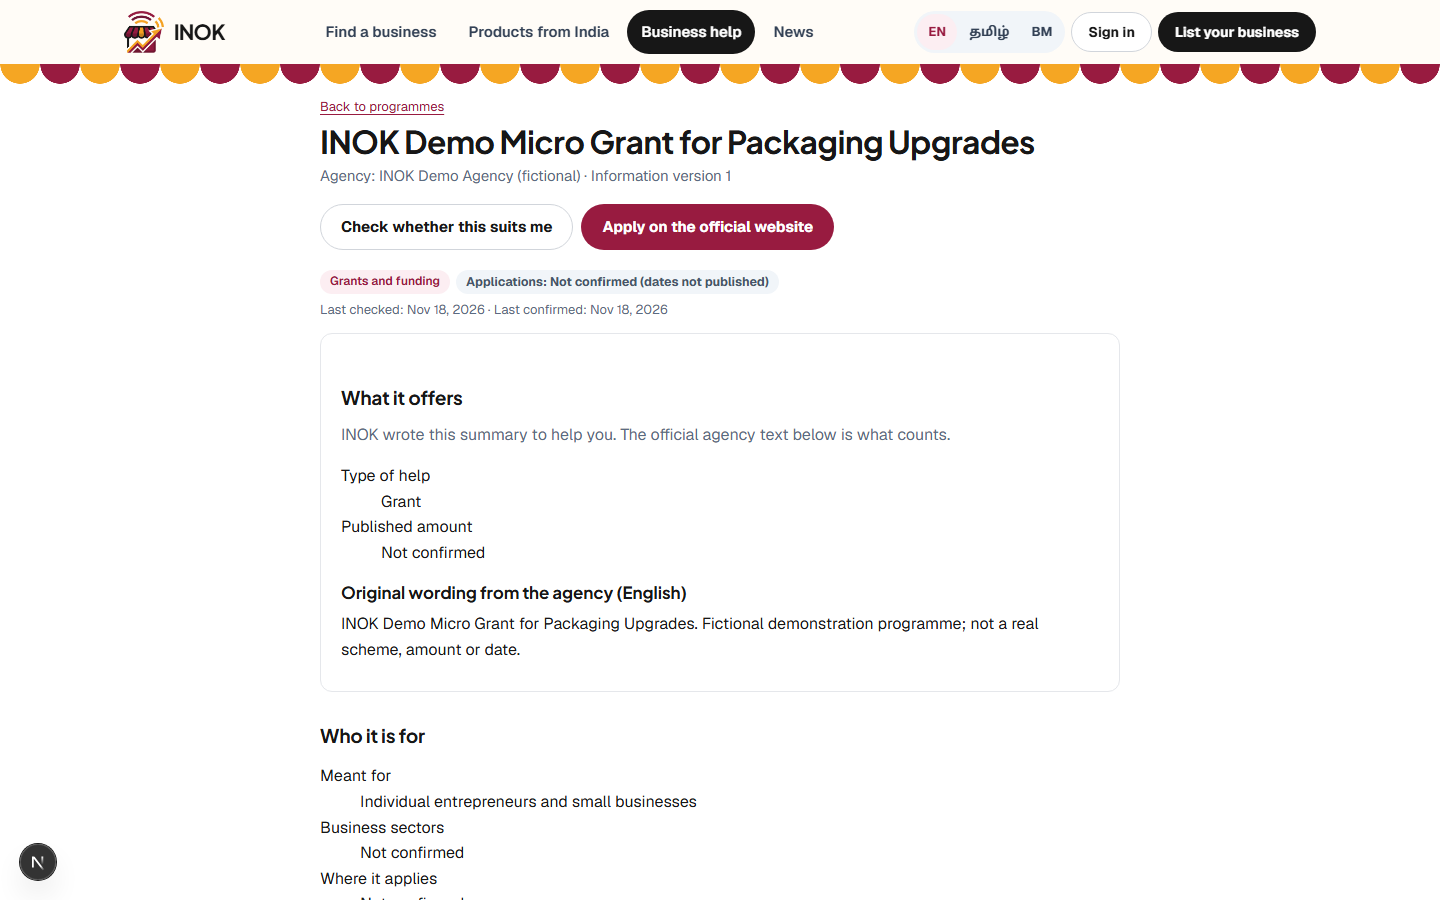 INOK
Find a business
Products from India
Business help
News
EN
தமிழ்
BM
Sign in
List your business
Back to programmes
INOK Demo Micro Grant for Packaging Upgrades
Agency: INOK Demo Agency (fictional) · Information version 1
Check whether this suits me
Apply on the official website
Grants and funding
Applications: Not confirmed (dates not published)
Last checked: Nov 18, 2026 · Last confirmed: Nov 18, 2026
What it offers
INOK wrote this summary to help you. The official agency text below is what counts.
Type of help
Grant
Published amount
Not confirmed
Original wording from the agency (English)
INOK Demo Micro Grant for Packaging Upgrades. Fictional demonstration programme; not a real
scheme, amount or date.
Who it is for
Meant for
Individual entrepreneurs and small businesses
Business sectors
Not confirmed
Where it applies
N